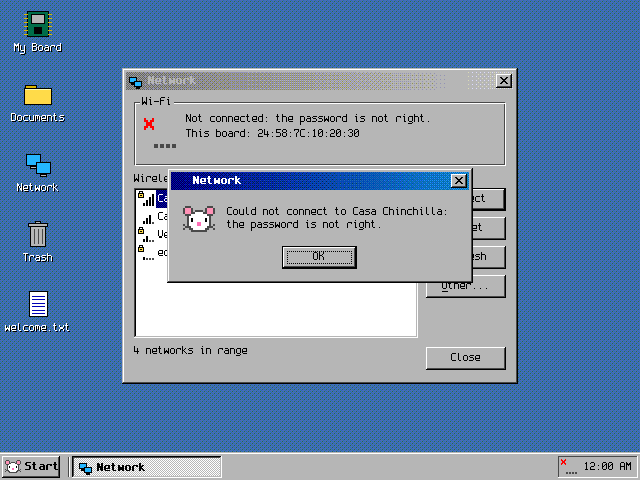 My Board
Documents
Network
Trash
welcome.txt
Network
Wi-Fi
Not connected: the password is not right.
This board: 24:58:7C:10:20:30
Network
Could not connect to Casa Chinchilla:
the password is not right.
OK
Other...
4 networks in range
Close
Start
Network
12:00 AM